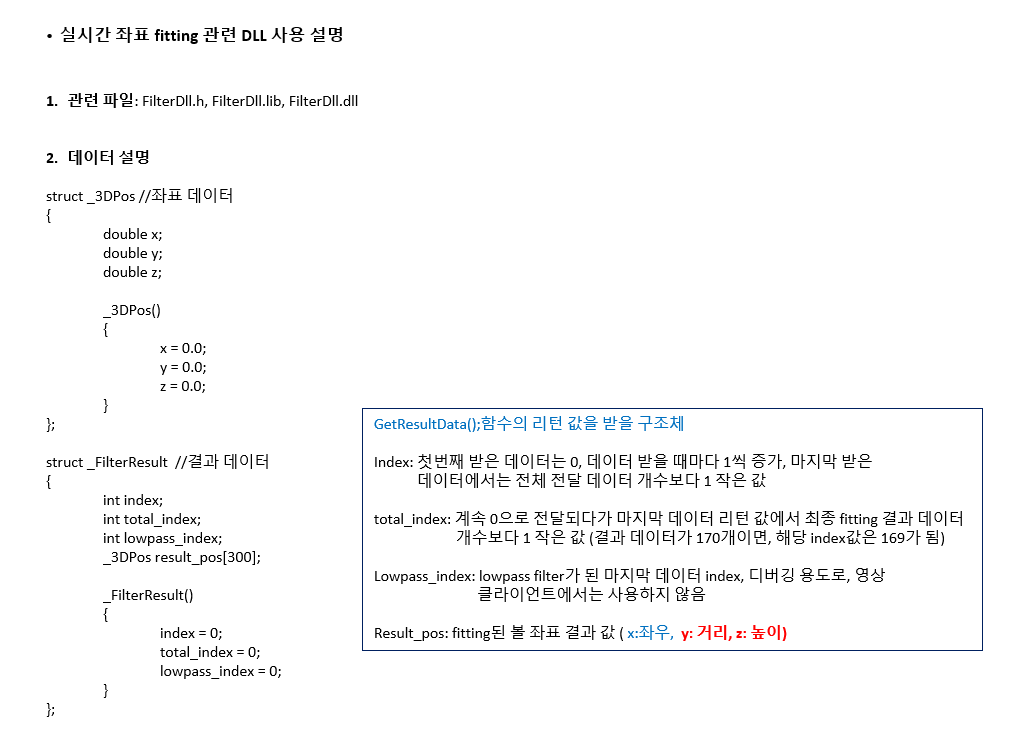 • 실시간 좌표 fitting 관련 DLL 사용 설명
1. 관련 파일: FilterDll.h, FilterDll.lib, FilterDll.dll
2. 데이터 설명
struct _3DPos //좌표 데이터
{
double x;
double y;
double z;
_3DPos()
{
x = 0.0;
y = 0.0;
z = 0.0;
}
};
struct _FilterResult //결과 데이터
{
int index;
int total_index;
int lowpass_index;
_3DPos result_pos[300];
_FilterResult()
{
index = 0;
total_index = 0;
lowpass_index = 0;
}
};
GetResultData();함수의 리턴 값을 받을 구조체
Index: 첫번째 받은 데이터는 0, 데이터 받을 때마다 1씩 증가, 마지막 받은
데이터에서는 전체 전달 데이터 개수보다 1 작은 값
total_index: 계속 0으로 전달되다가 마지막 데이터 리턴 값에서 최종 fitting 결과 데이터
개수보다 1 작은 값 (결과 데이터가 170개이면, 해당 index값은 169가 됨)
Lowpass_index: lowpass filter가 된 마지막 데이터 index, 디버깅 용도로, 영상
클라이언트에서는 사용하지 않음
Result_pos: fitting된 볼 좌표 결과 값 ( x:좌우, y: 거리, z: 높이)